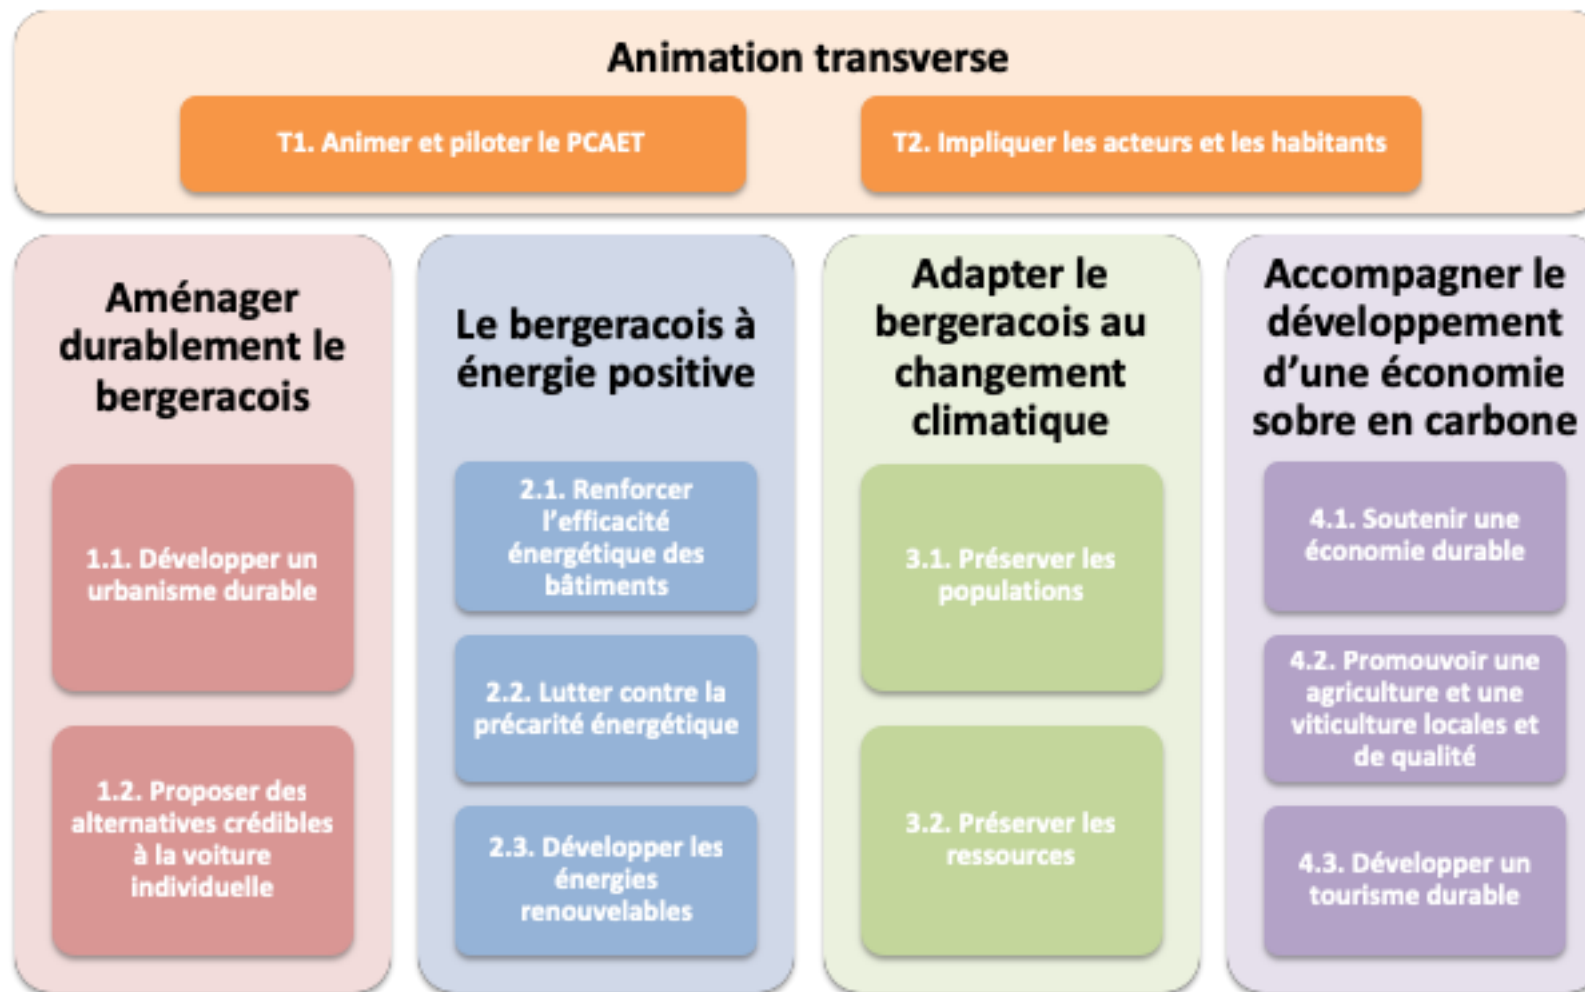 Animation transverse
T1. Animer et piloter le PCAET
T2. Impliquer les acteurs et les habitants
Aménager
durablement le
bergeracois
1.1. Développer un
urbanisme durable
1.2. Proposer des
alternatives crédibles
à la voiture
individuelle
Le bergeracois à
énergie positive
2.1. Renforcer
l’efficacité
énergétique des
bâtiments
2.2. Lutter contre la
précarité énergétique
2.3. Développer les
énergies
renouvelables
Adapter le
bergeracois au
changement
climatique
3.1. Préserver les
populations
3.2. Préserver les
ressources
Accompagner le
développement
d’une économie
sobre en carbone
4.1. Soutenir une
économie durable
4.2. Promouvoir une
agriculture et une
viticulture locales et
de qualité
4.3. Développer un
tourisme durable